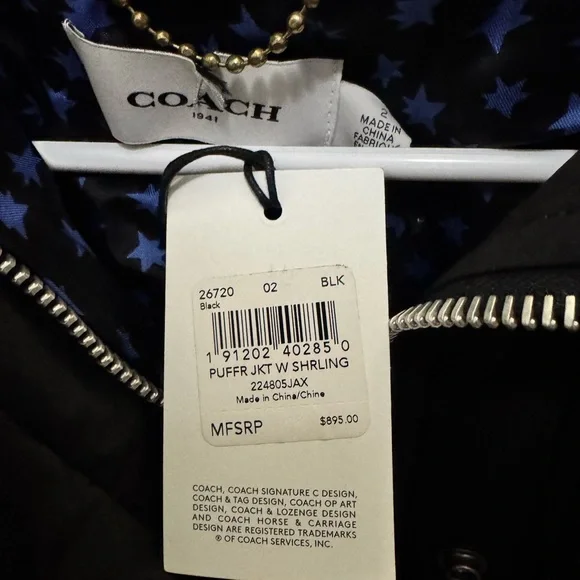 COACH
1941
2
MADE IN
CHINA
26720 02 BLK
Black
1 91202 40285 0
PUFFR JKT W SHRLING
224805JAX
Made in China/Chine
MFSRP $895.00
COACH, COACH SIGNATURE C DESIGN,
COACH & TAG DESIGN, COACH OP ART
DESIGN, COACH & LOZENGE DESIGN
AND COACH HORSE & CARRIAGE
DESIGN ARE REGISTERED TRADEMARKS
® OF COACH SERVICES, INC.